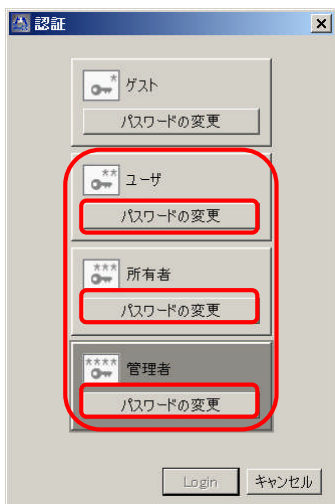 認証
*
ゲスト
パスワードの変更
**
ユーザ
パスワードの変更
***
所有者
パスワードの変更
****
管理者
パスワードの変更
Login
キャンセル